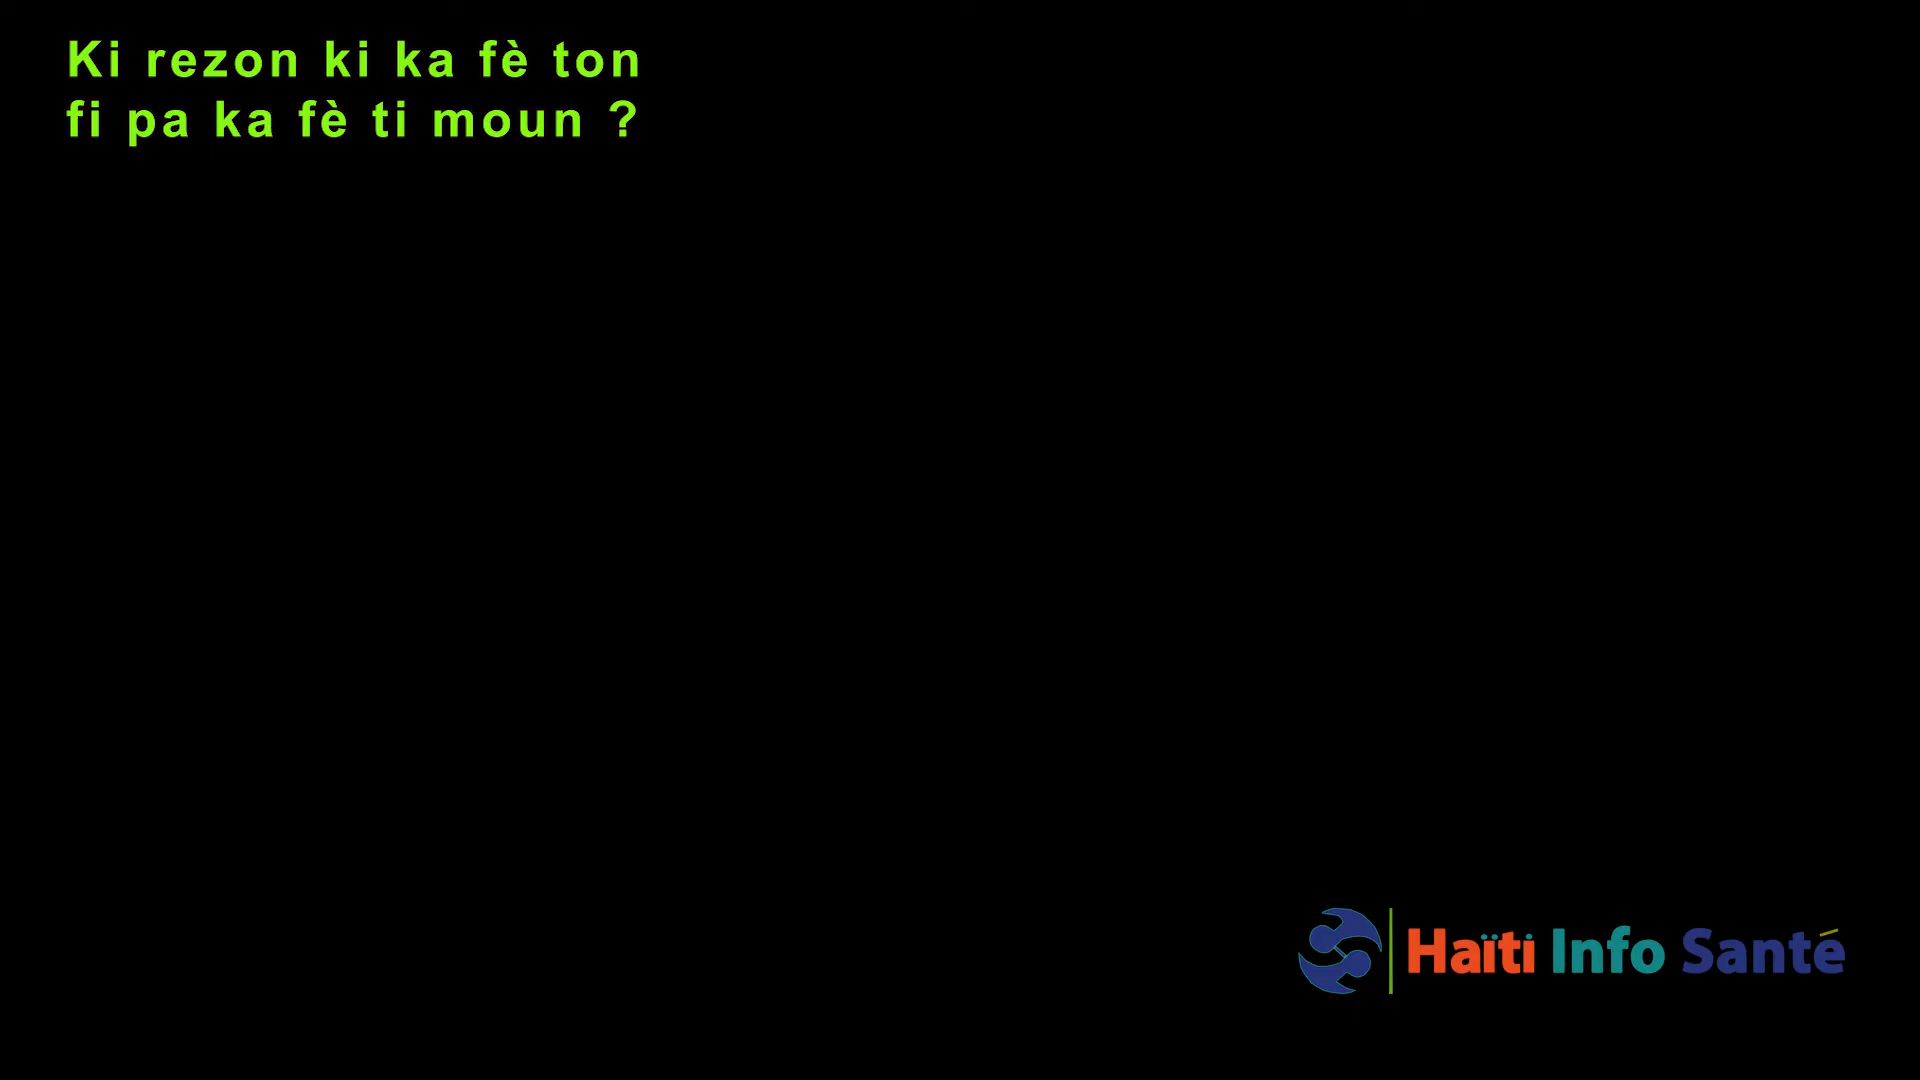 Ki rezon ki ka fè ton
fi pa ka fè ti moun ?
Haïti Info Santé